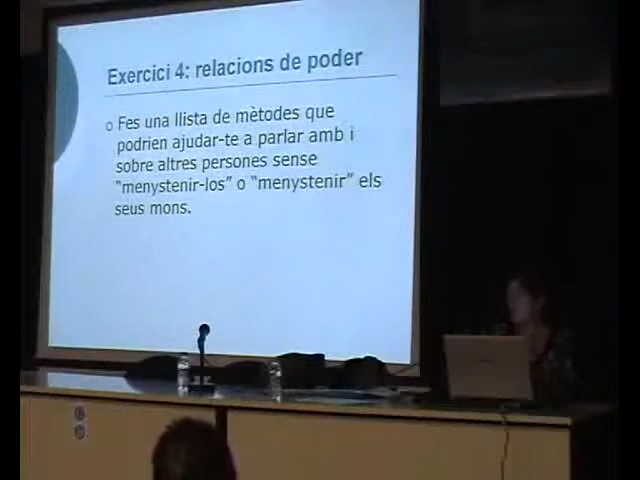 Exercici 4: relacions de poder
o Fes una llista de mètodes que
podrien ajudar-te a parlar amb i
sobre altres persones sense
“menystenir-los” o “menystenir” els
seus mons.